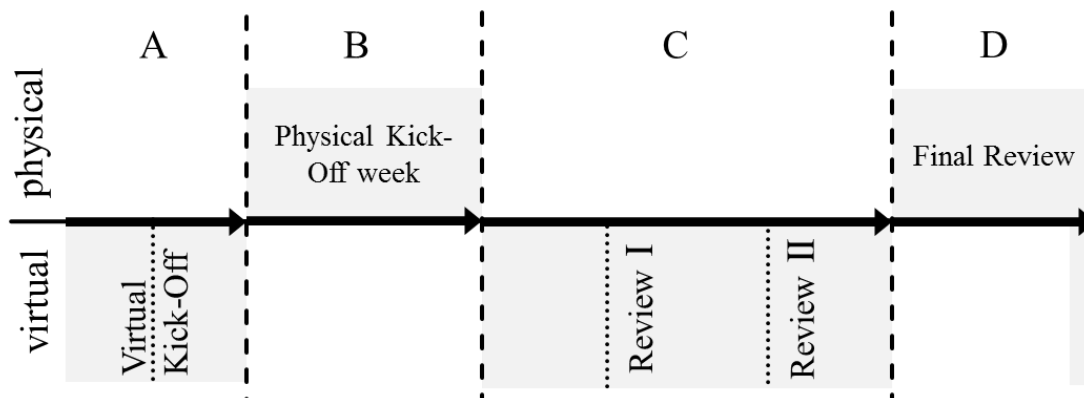 A
B
C
D
physical
Physical Kick-
Off week
Final Review
virtual
Virtual
Kick-Off
Review I
Review II